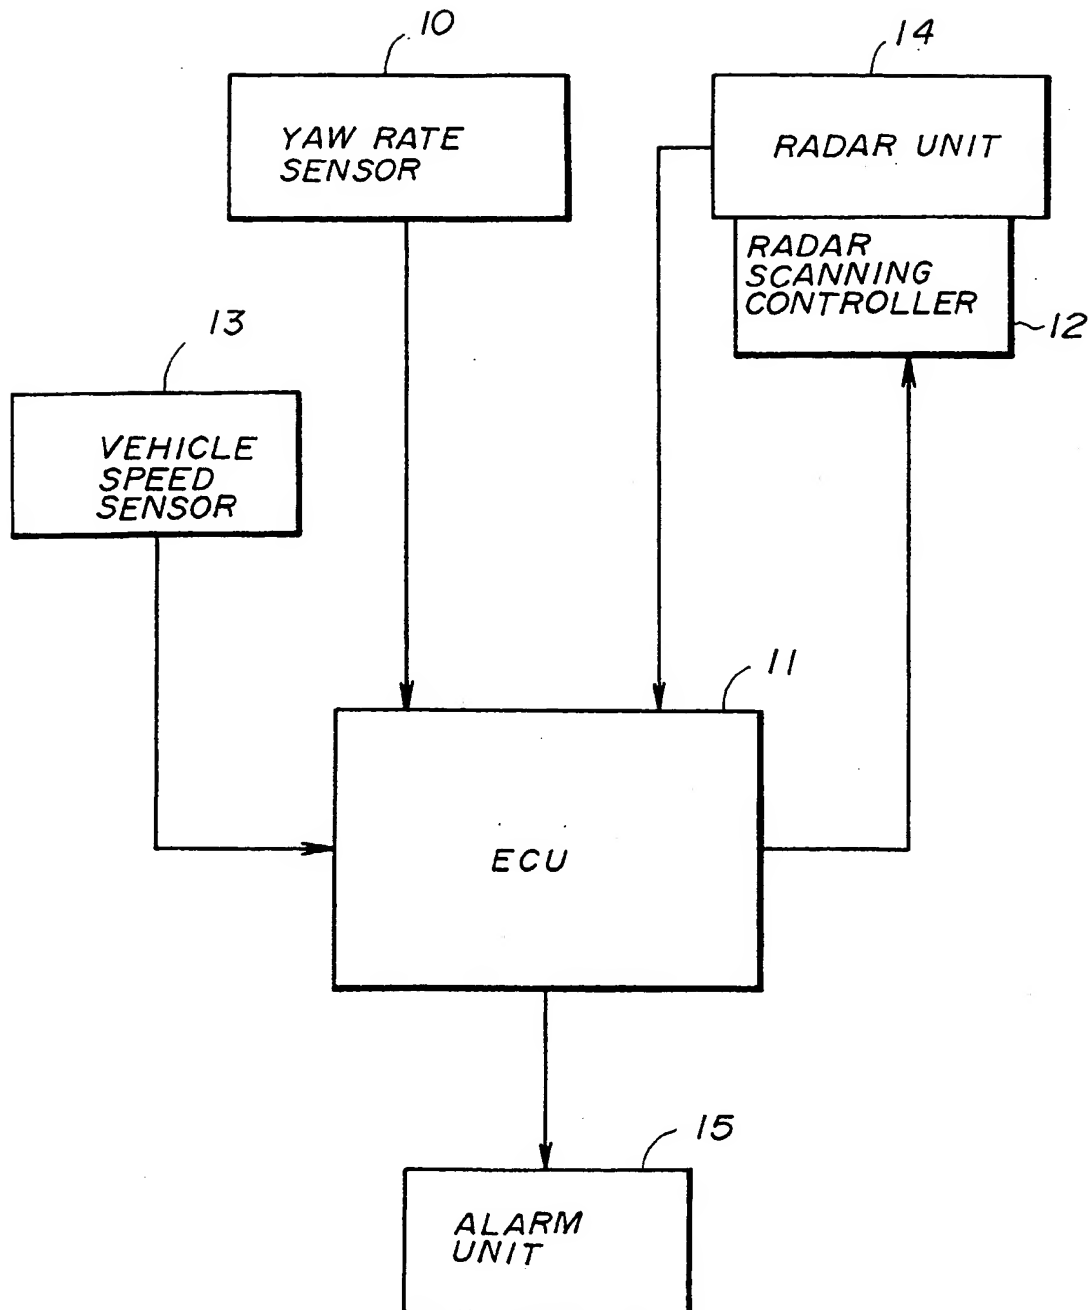 10
14
YAW RATE
SENSOR
RADAR UNIT
RADAR
SCANNING
CONTROLLER
12
13
VEHICLE
SPEED
SENSOR
11
ECU
15
ALARM
UNIT